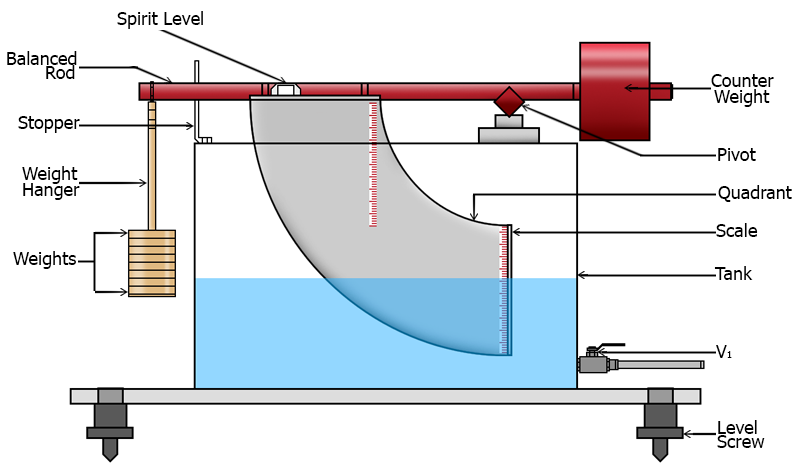 Spirit Level
Balanced
Rod
Stopper
Weight
Hanger
Weights
Counter
Weight
Pivot
Quadrant
Scale
Tank
V₁
Level
Screw